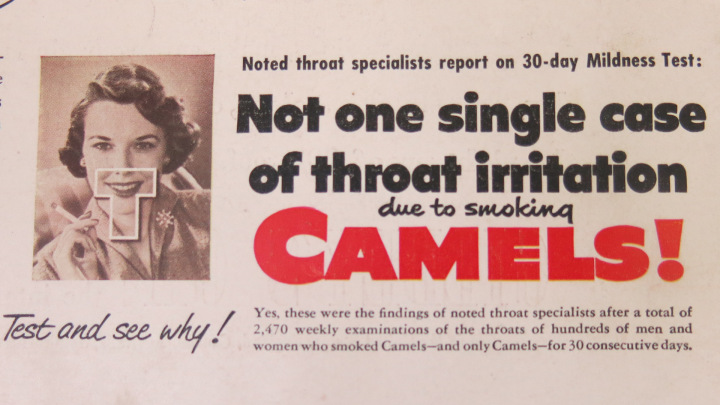 Noted throat specialists report on 30-day Mildness Test:
Not one single case
of throat irritation
due to smoking
CAMELS!
T
Test and see why!
Yes, these were the findings of noted throat specialists after a total of
2,470 weekly examinations of the throats of hundreds of men and
women who smoked Camels—and only Camels—for 30 consecutive days.